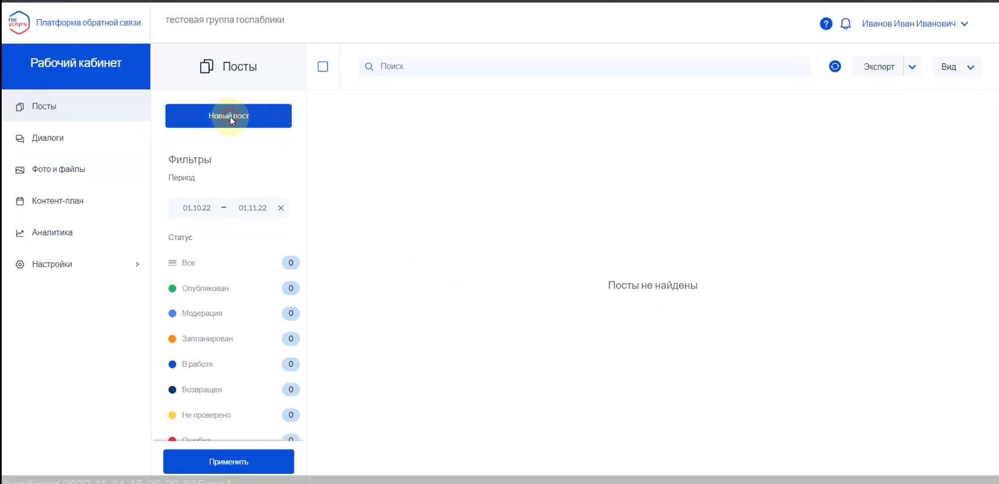 гос
услуги
Платформа обратной связи
тестовая группа госпаблики
?
Иванов Иван Иванович
Рабочий кабинет
Посты
Поиск
Экспорт
Вид
Посты
Диалоги
Фото и файлы
Контент-план
Аналитика
Настройки
Новый пост
Фильтры
Период
01.10.22 – 01.11.22
Статус
Все 0
Опубликован 0
Модерация 0
Запланирован 0
В работе 0
Возвращен 0
Не проверено 0
Ошибка 0
Применить
Посты не найдены
bandicam 2022-11-01 15-06-20-635.mp4